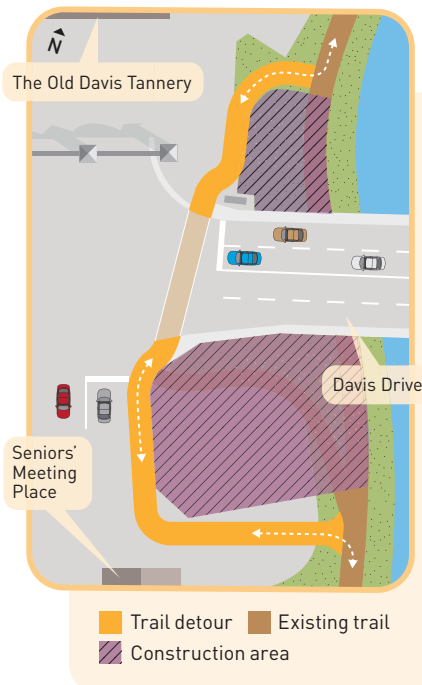 N
The Old Davis Tannery
Davis Drive
Seniors’
Meeting
Place
Trail detour
Existing trail
Construction area